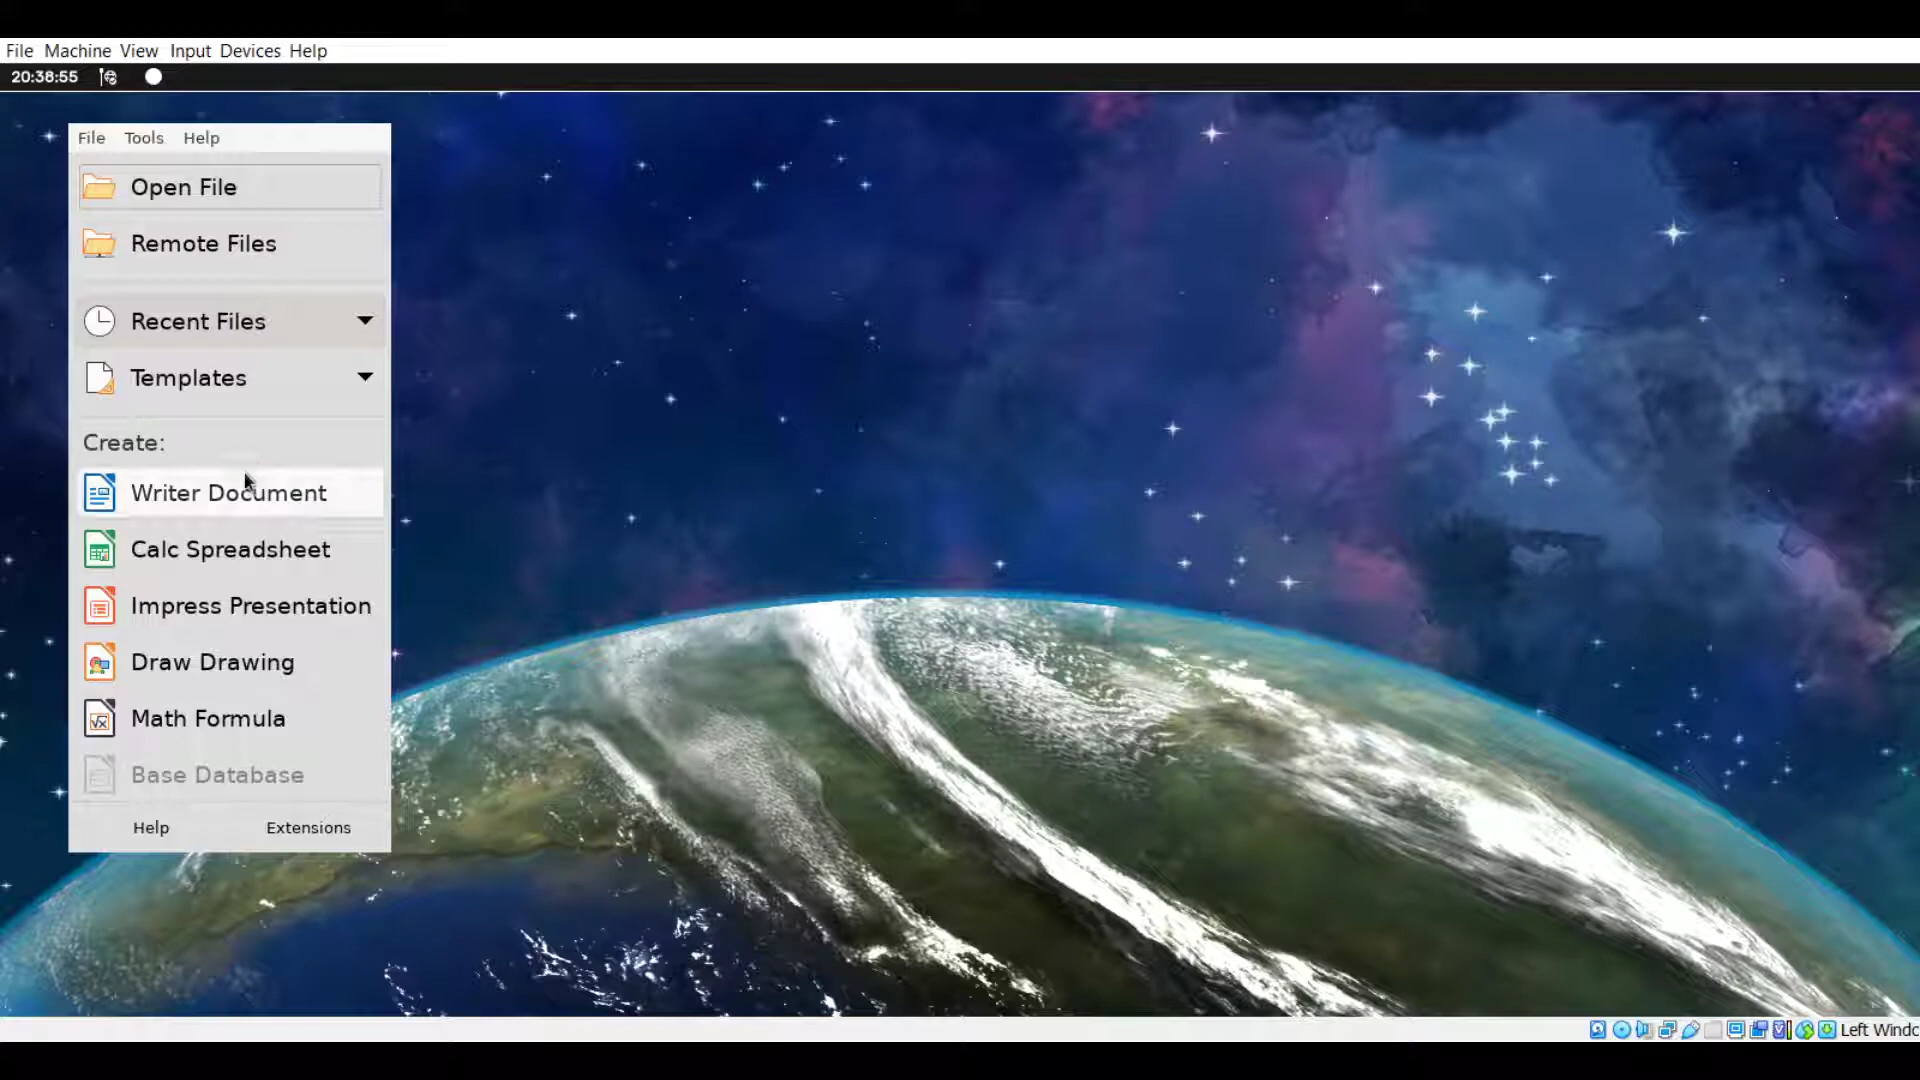 File Machine View Input Devices Help
20:38:55
File Tools Help
Open File
Remote Files
Recent Files
Templates
Create:
Writer Document
Calc Spreadsheet
Impress Presentation
Draw Drawing
Math Formula
Base Database
Help Extensions
Left Windc